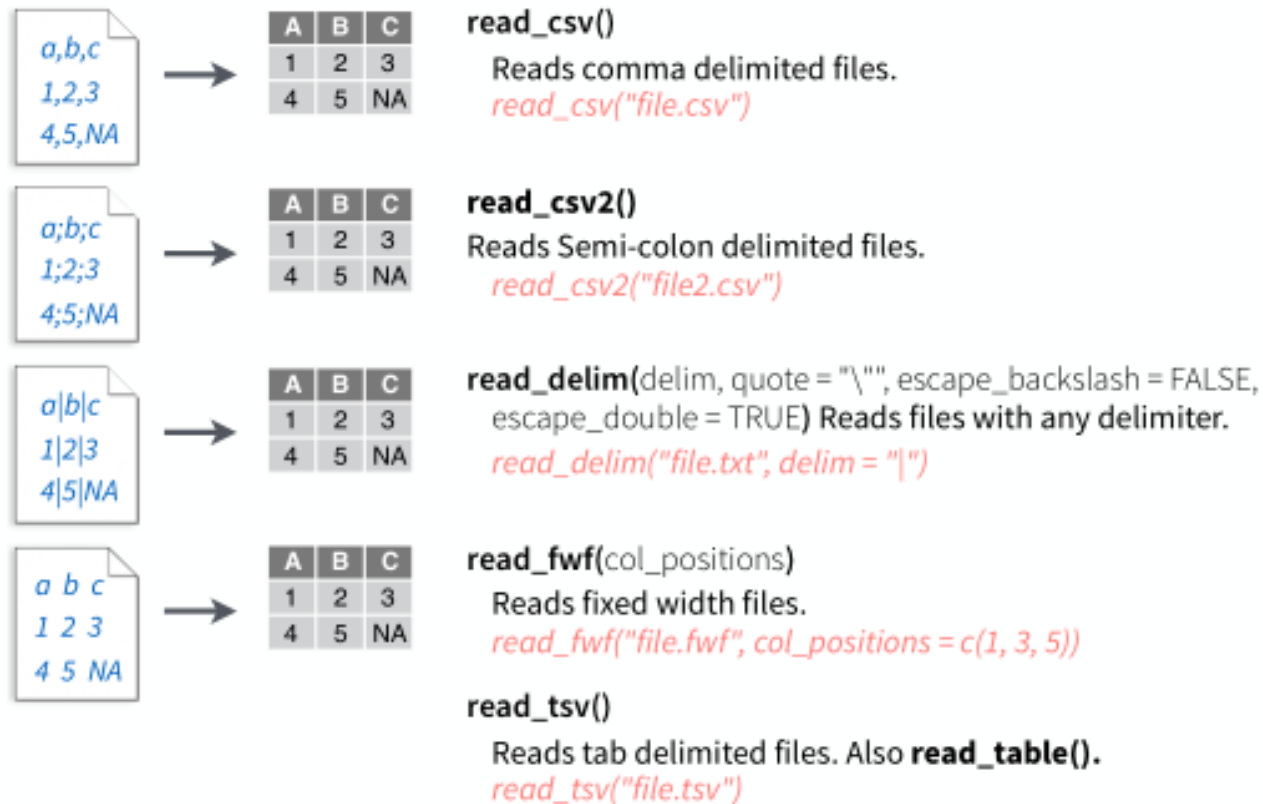 a,b,c
1,2,3
4,5,NA
A B C
1 2 3
4 5 NA
read_csv()
Reads comma delimited files.
read_csv("file.csv")
a;b;c
1;2;3
4;5;NA
A B C
1 2 3
4 5 NA
read_csv2()
Reads Semi-colon delimited files.
read_csv2("file2.csv")
a|b|c
1|2|3
4|5|NA
A B C
1 2 3
4 5 NA
read_delim(delim, quote = "\"", escape_backslash = FALSE,
escape_double = TRUE) Reads files with any delimiter.
read_delim("file.txt", delim = "|")
a b c
1 2 3
4 5 NA
A B C
1 2 3
4 5 NA
read_fwf(col_positions)
Reads fixed width files.
read_fwf("file.fwf", col_positions = c(1, 3, 5))
read_tsv()
Reads tab delimited files. Also read_table().
read_tsv("file.tsv")